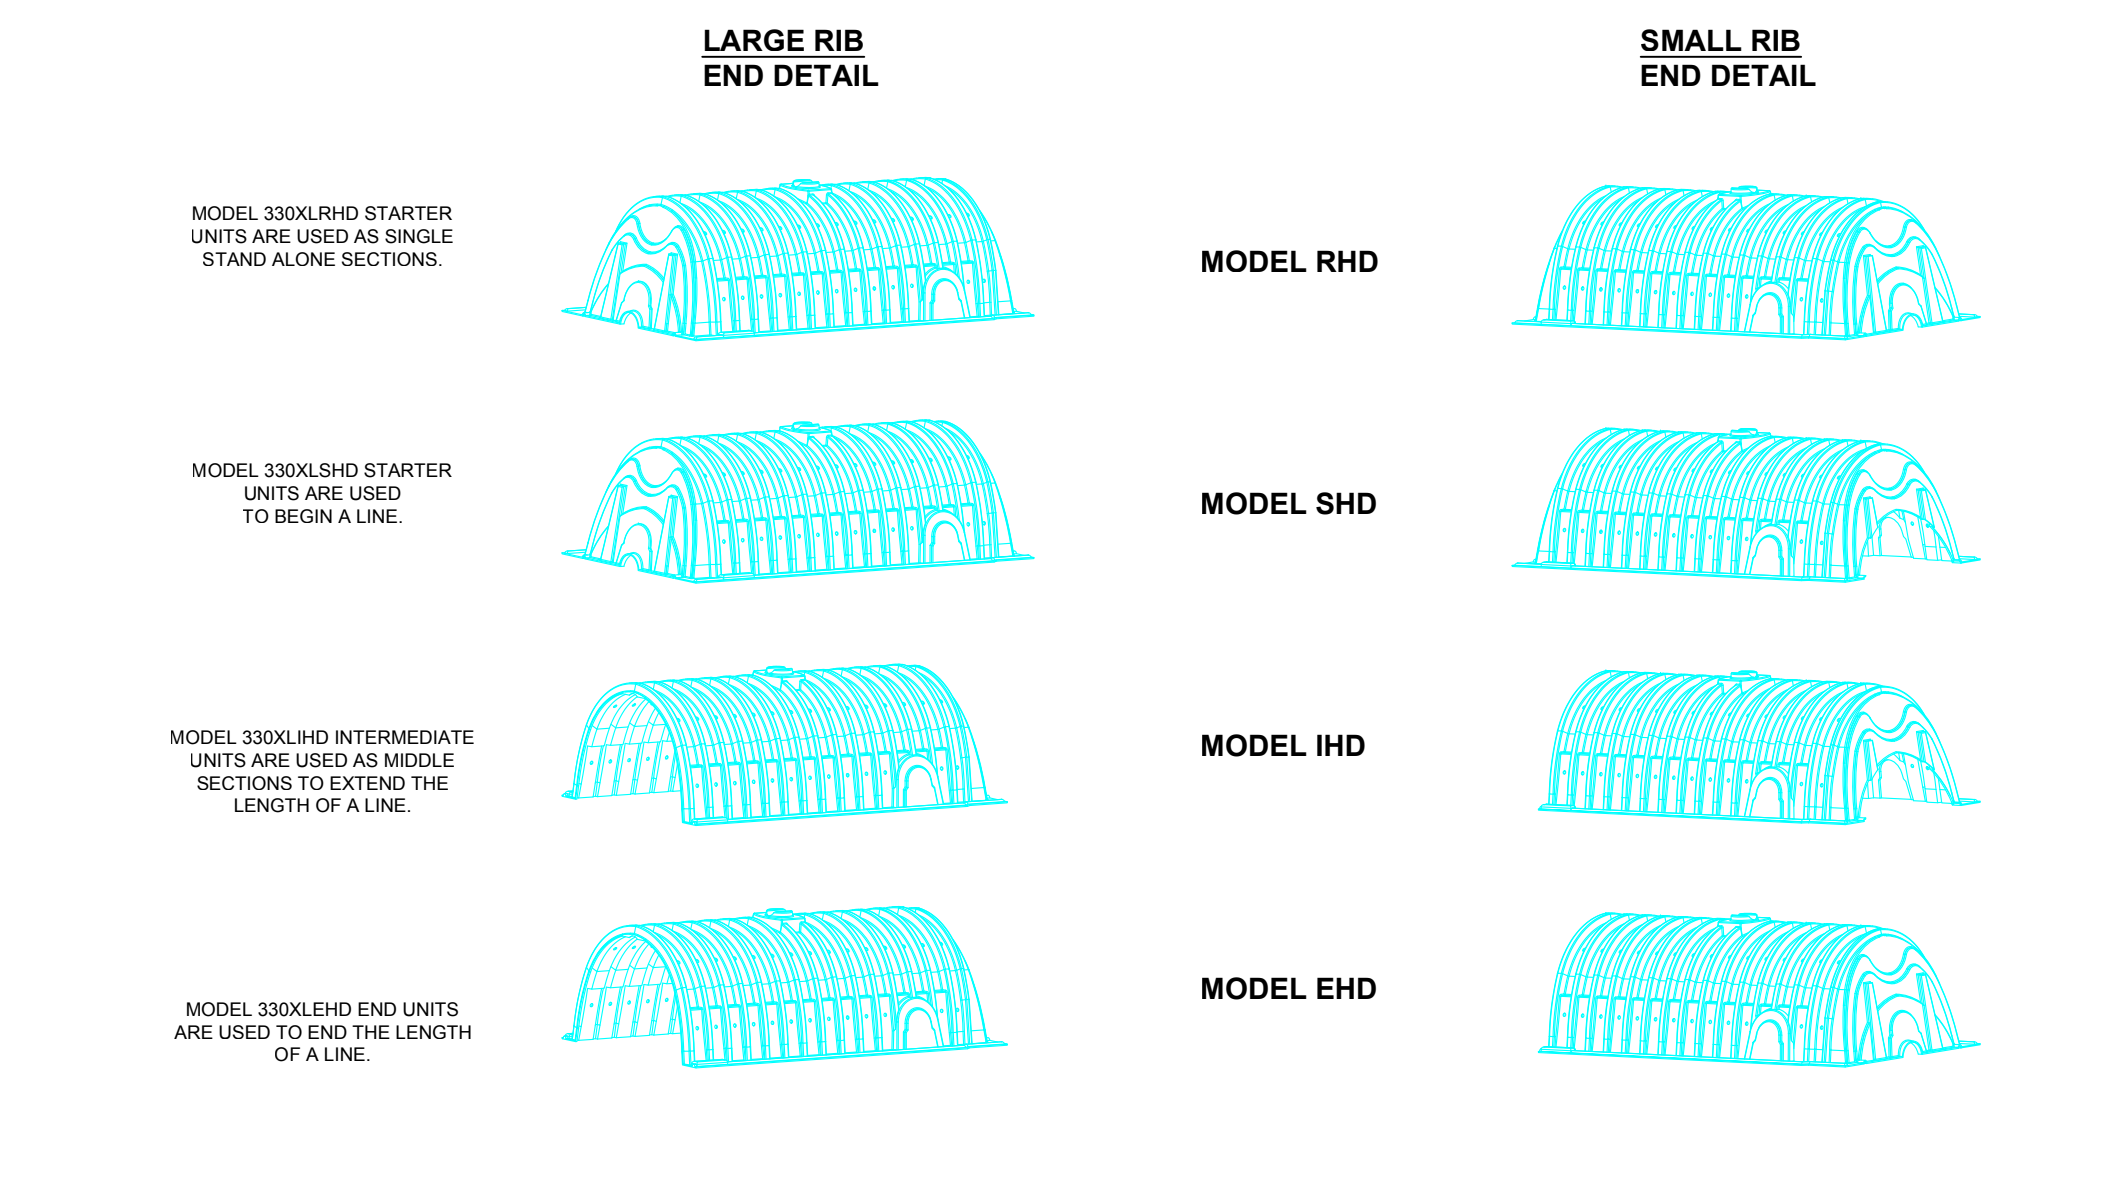 LARGE RIB
END DETAIL
SMALL RIB
END DETAIL
MODEL 330XLRHD STARTER
UNITS ARE USED AS SINGLE
STAND ALONE SECTIONS.
MODEL RHD
MODEL 330XLSHD STARTER
UNITS ARE USED
TO BEGIN A LINE.
MODEL SHD
MODEL 330XLIHD INTERMEDIATE
UNITS ARE USED AS MIDDLE
SECTIONS TO EXTEND THE
LENGTH OF A LINE.
MODEL IHD
MODEL 330XLEHD END UNITS
ARE USED TO END THE LENGTH
OF A LINE.
MODEL EHD